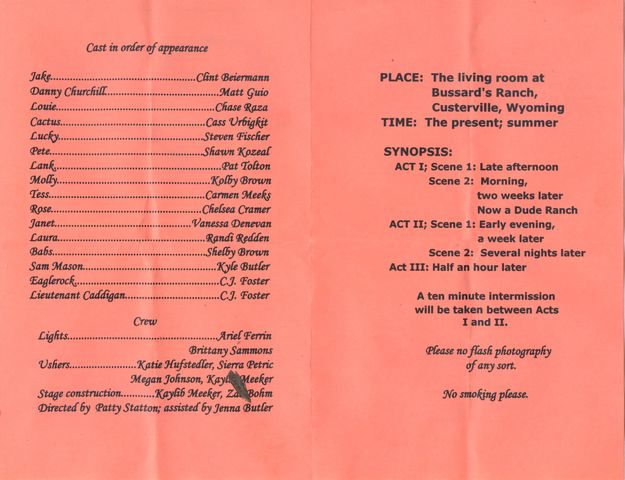 Cast in order of appearance
Jake.......................................Clint Beiermann
Danny Churchill..............................Matt Guio
Louie...........................................Chase Raza
Cactus.......................................Cass Urbigkit
Lucky.......................................Steven Fischer
Pete..........................................Shawn Kozeal
Lank............................................Pat Tolton
Molly.........................................Kolby Brown
Tess.........................................Carmen Meeks
Rose.........................................Chelsea Cramer
Janet.....................................Vanessa Denevan
Laura........................................Randi Redden
Babs.........................................Shelby Brown
Sam Mason....................................Kyle Butler
Eaglerock......................................C.J. Foster
Lieutenant Caddigan..........................C.J. Foster
Crew
Lights.......................................Ariel Ferrin
Brittany Sammons
Ushers.......................Katie Hufstedler, Sierra Petric
Megan Johnson, Meeker
Stage construction...........Kaylib Meeker, Bohm
Directed by Patty Statton; assisted by Jenna Butler
PLACE: The living room at
Bussard's Ranch,
Custerville, Wyoming
TIME: The present; summer
SYNOPSIS:
ACT I; Scene 1: Late afternoon
Scene 2: Morning,
two weeks later
Now a Dude Ranch
ACT II; Scene 1: Early evening,
a week later
Scene 2: Several nights later
Act III: Half an hour later
A ten minute intermission
will be taken between Acts
I and II.
Please no flash photography
of any sort.
No smoking please.